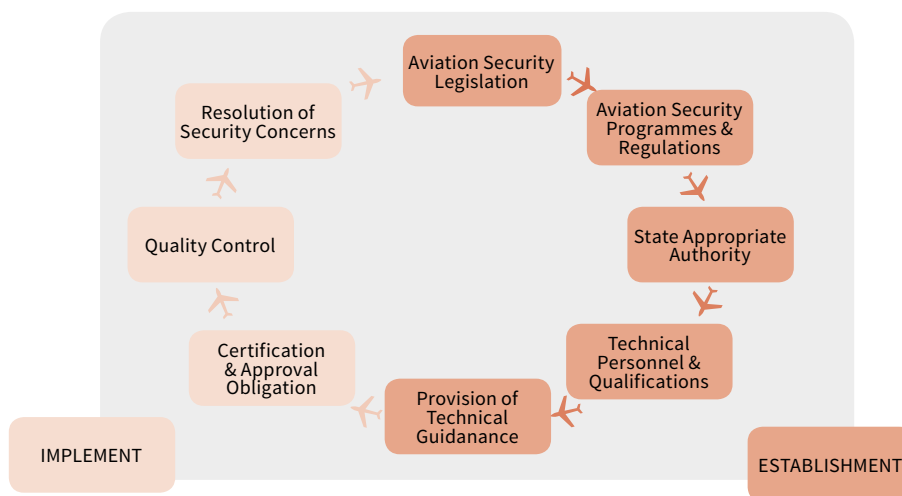 Aviation Security
Legislation
Aviation Security
Programmes &
Regulations
State Appropriate
Authority
Technical
Personnel &
Qualifications
Provision of
Technical
Guidanance
Certification
& Approval
Obligation
Quality Control
Resolution of
Security Concerns
IMPLEMENT
ESTABLISHMENT